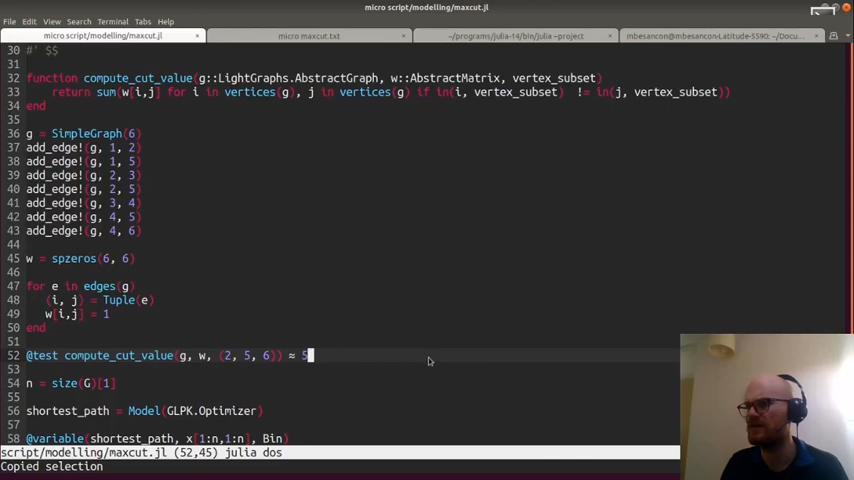 micro script/modelling/maxcut.jl
File Edit View Search Terminal Tabs Help
micro script/modelling/maxcut.jl × micro maxcut.txt × ~/programs/julia-14/bin/julia --project × mbesancon@mbesancon-Latitude-5590: ~/Docu... ×
30 #' $$
31
32 function compute_cut_value(g::LightGraphs.AbstractGraph, w::AbstractMatrix, vertex_subset)
33 return sum(w[i,j] for i in vertices(g), j in vertices(g) if in(i, vertex_subset) != in(j, vertex_subset))
34 end
35
36 g = SimpleGraph(6)
37 add_edge!(g, 1, 2)
38 add_edge!(g, 1, 5)
39 add_edge!(g, 2, 3)
40 add_edge!(g, 2, 5)
41 add_edge!(g, 3, 4)
42 add_edge!(g, 4, 5)
43 add_edge!(g, 4, 6)
44
45 w = spzeros(6, 6)
46
47 for e in edges(g)
48 (i, j) = Tuple(e)
49 w[i,j] = 1
50 end
51
52 @test compute_cut_value(g, w, (2, 5, 6)) ≈ 5
53
54 n = size(G)[1]
55
56 shortest_path = Model(GLPK.Optimizer)
57
58 @variable(shortest_path, x[1:n,1:n], Bin)
script/modelling/maxcut.jl (52,45) julia dos
Copied selection